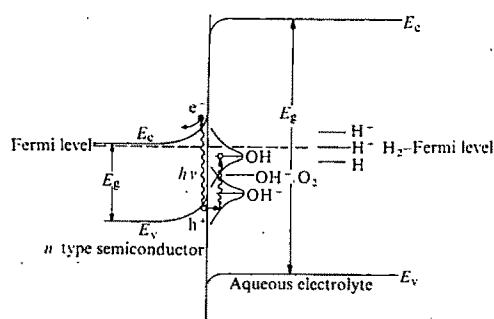 E_c
e⁻
E_c
E_g
H⁻
Fermi level
H⁺ H₂–Fermi level
OH
H
E_g
hν
OH⁻, O₂
OH⁻
E_v
h⁺
n type semiconductor
E_v
Aqueous electrolyte